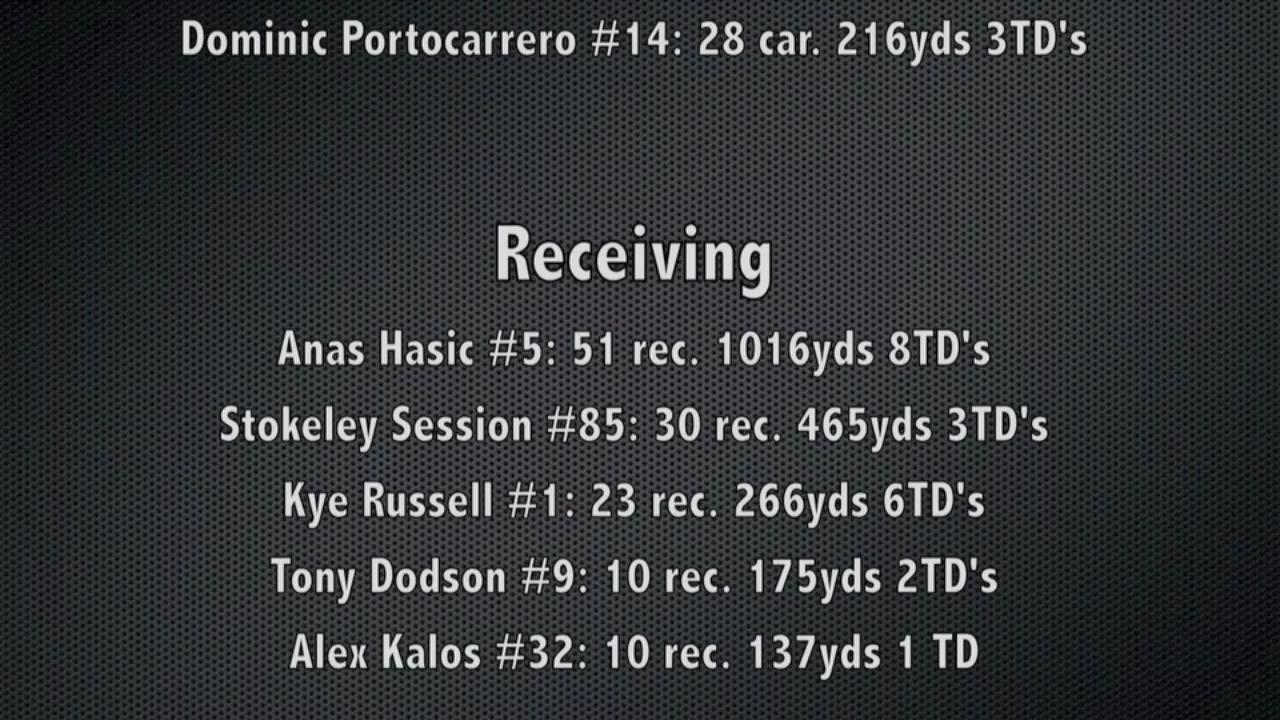 Dominic Portocarrero #14: 28 car. 216yds 3TD's
Receiving
Anas Hasic #5: 51 rec. 1016yds 8TD's
Stokeley Session #85: 30 rec. 465yds 3TD's
Kye Russell #1: 23 rec. 266yds 6TD's
Tony Dodson #9: 10 rec. 175yds 2TD's
Alex Kalos #32: 10 rec. 137yds 1 TD